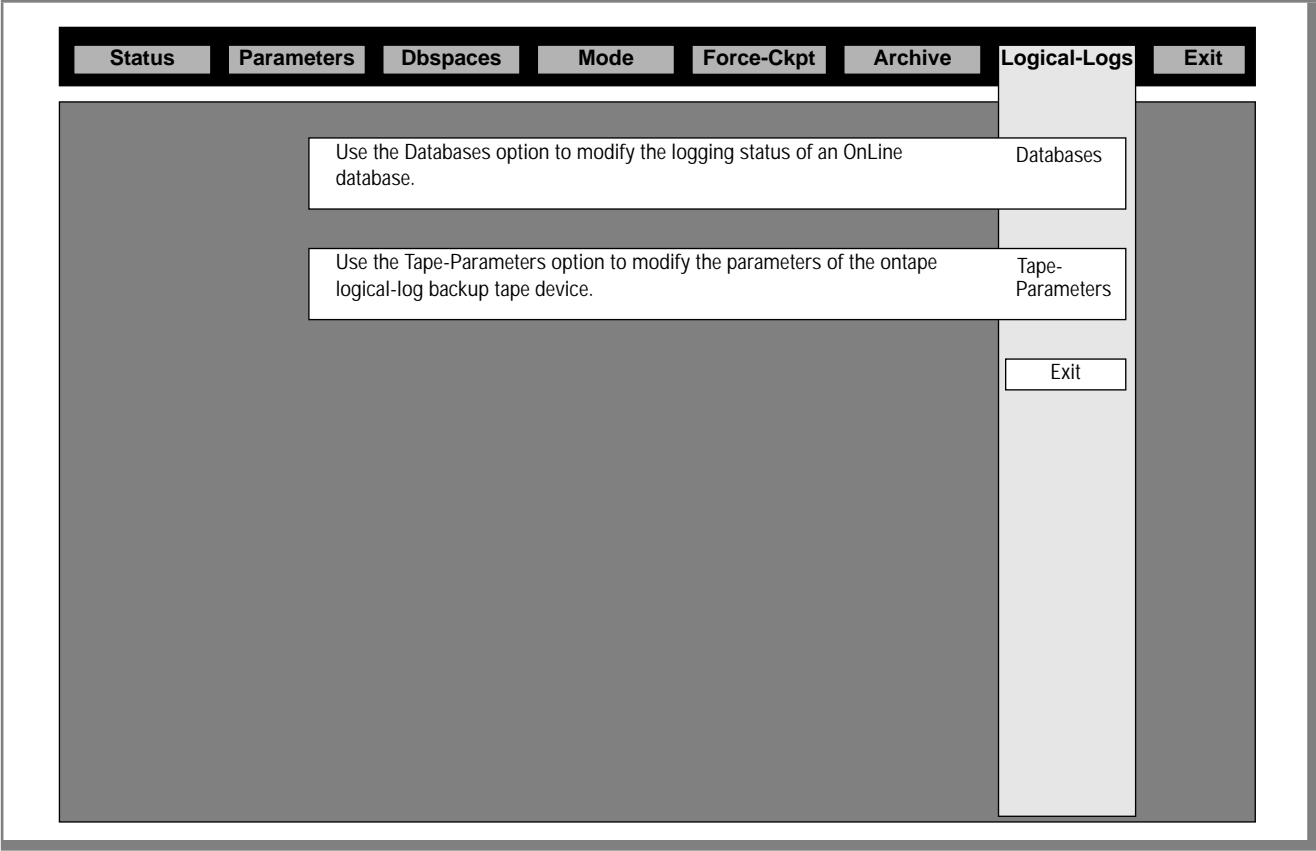 Status Parameters Dbspaces Mode Force-Ckpt Archive Logical-Logs Exit
Use the Databases option to modify the logging status of an OnLine
database.
Databases
Use the Tape-Parameters option to modify the parameters of the ontape
logical-log backup tape device.
Tape-
Parameters
Exit